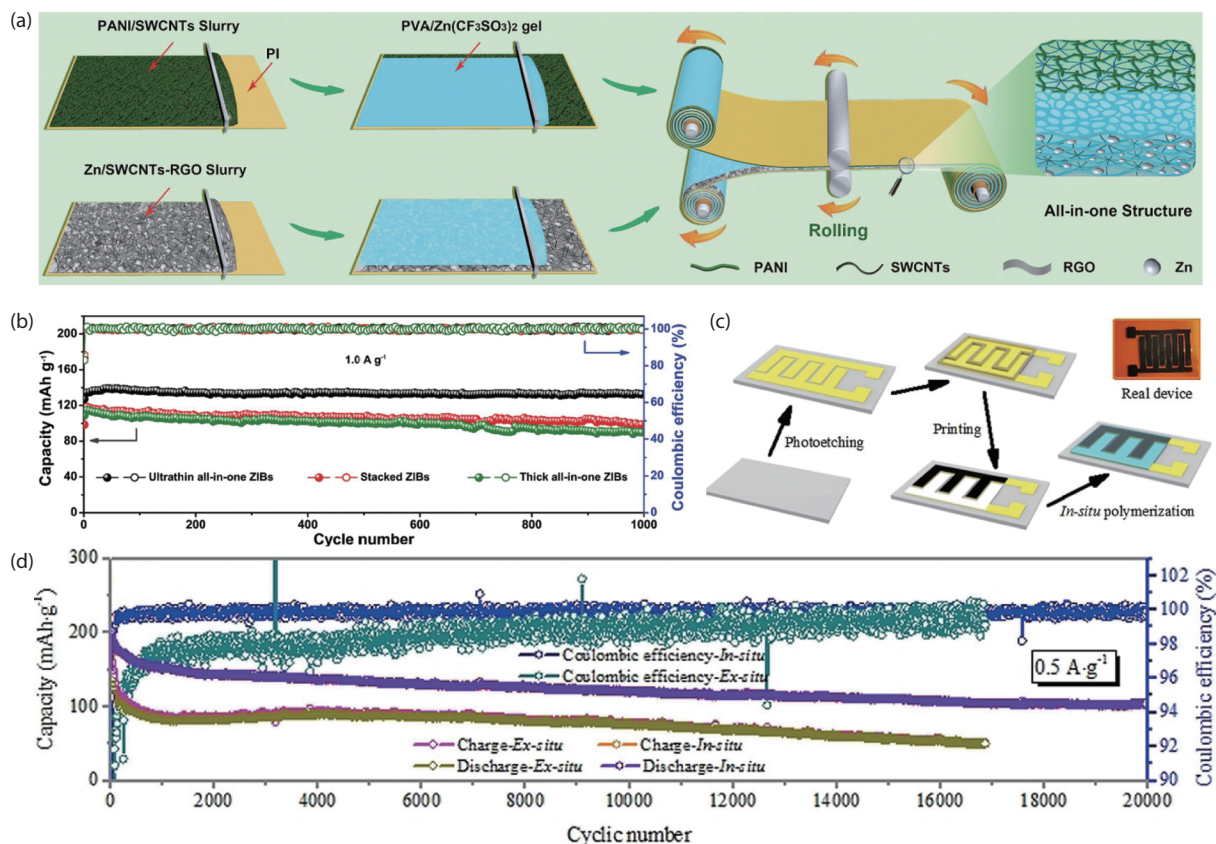 (a)
PANI/SWCNTs Slurry
PI
PVA/Zn(CF₃SO₃)₂ gel
Zn/SWCNTs-RGO Slurry
Rolling
All-in-one Structure
PANI
SWCNTs
RGO
Zn
(b)
Capacity (mAh g⁻¹)
200
160
120
80
40
0
1.0 A g⁻¹
Ultrathin all-in-one ZIBs
Stacked ZIBs
Thick all-in-one ZIBs
0
200
400
600
800
1000
Cycle number
100
80
60
40
20
0
Coulombic efficiency (%)
(c)
Photoetching
Printing
Real device
In-situ polymerization
(d)
Capacity (mAh·g⁻¹)
300
200
100
0
Coulombic efficiency-In-situ
Coulombic efficiency-Ex-situ
0.5 A·g⁻¹
Charge-Ex-situ
Charge-In-situ
Discharge-Ex-situ
Discharge-In-situ
0
2000
4000
6000
8000
10000
12000
14000
16000
18000
20000
Cyclic number
102
100
98
96
94
92
90
Coulombic efficiency (%)